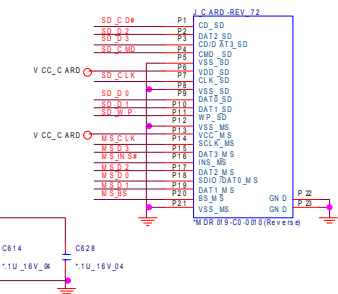 J_CARD-REV_72
SD_CD# P1 CD_SD
SD_D2 P2 DAT2_SD
SD_D3 P3 CD/DAT3_SD
SD_CMD P4 CMD_SD
P5 VSS_SD
VCC_CARD P6 VDD_SD
SD_CLK P7 CLK_SD
P8 VSS_SD
SD_D0 P9 DAT0_SD
SD_D1 P10 DAT1_SD
SD_WP P11 WP_SD
P12 VSS_MS
VCC_CARD P13 VCC_MS
MS_CLK P14 SCLK_MS
MS_D3 P15 DAT3_MS
MS_INS# P16 INS_MS
MS_D2 P17 DAT2_MS
MS_D0 P18 SDIO/DAT0_MS
MS_D1 P19 DAT1_MS
MS_BS P20 BS_MS GND P22
P21 VSS_MS GND P23
*MDR019-C0-0010(Reverse)
C614 C628
*.1U_16V_04 *.1U_16V_04